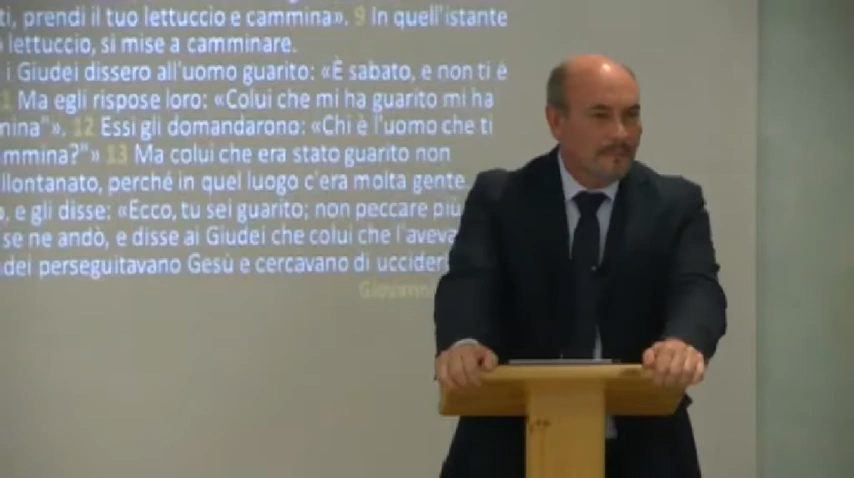 ti, prendi il tuo lettuccio e cammina». 9 In quell'istante
lettuccio, si mise a camminare.
i Giudei dissero all'uomo guarito: «È sabato, e non ti è
1 Ma egli rispose loro: «Colui che mi ha guarito mi ha
mina"». 12 Essi gli domandarono: «Chi è l'uomo che ti
mmina?"» 13 Ma colui che era stato guarito non
llontanato, perché in quel luogo c'era molta gente.
, e gli disse: «Ecco, tu sei guarito; non peccare più
se ne andò, e disse ai Giudei che colui che l'aveva
dei perseguitavano Gesù e cercavano di ucciderl
Giovanni